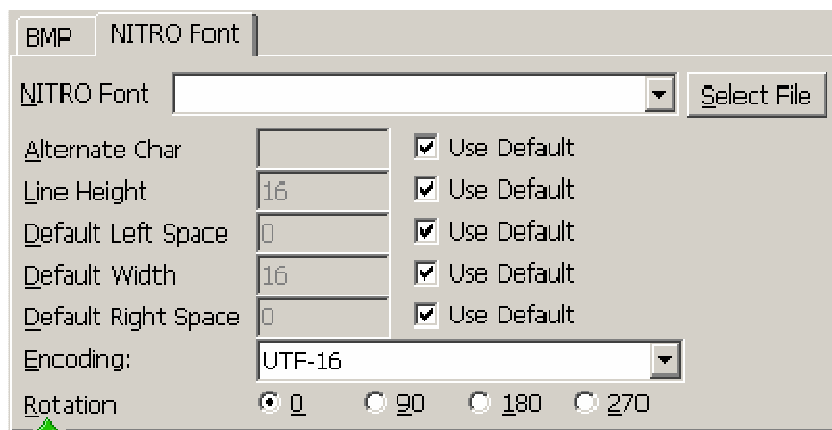 BMP NITRO Font
NITRO Font Select File
Alternate Char Use Default
Line Height 16 Use Default
Default Left Space 0 Use Default
Default Width 16 Use Default
Default Right Space 0 Use Default
Encoding: UTF-16
Rotation 0 90 180 270